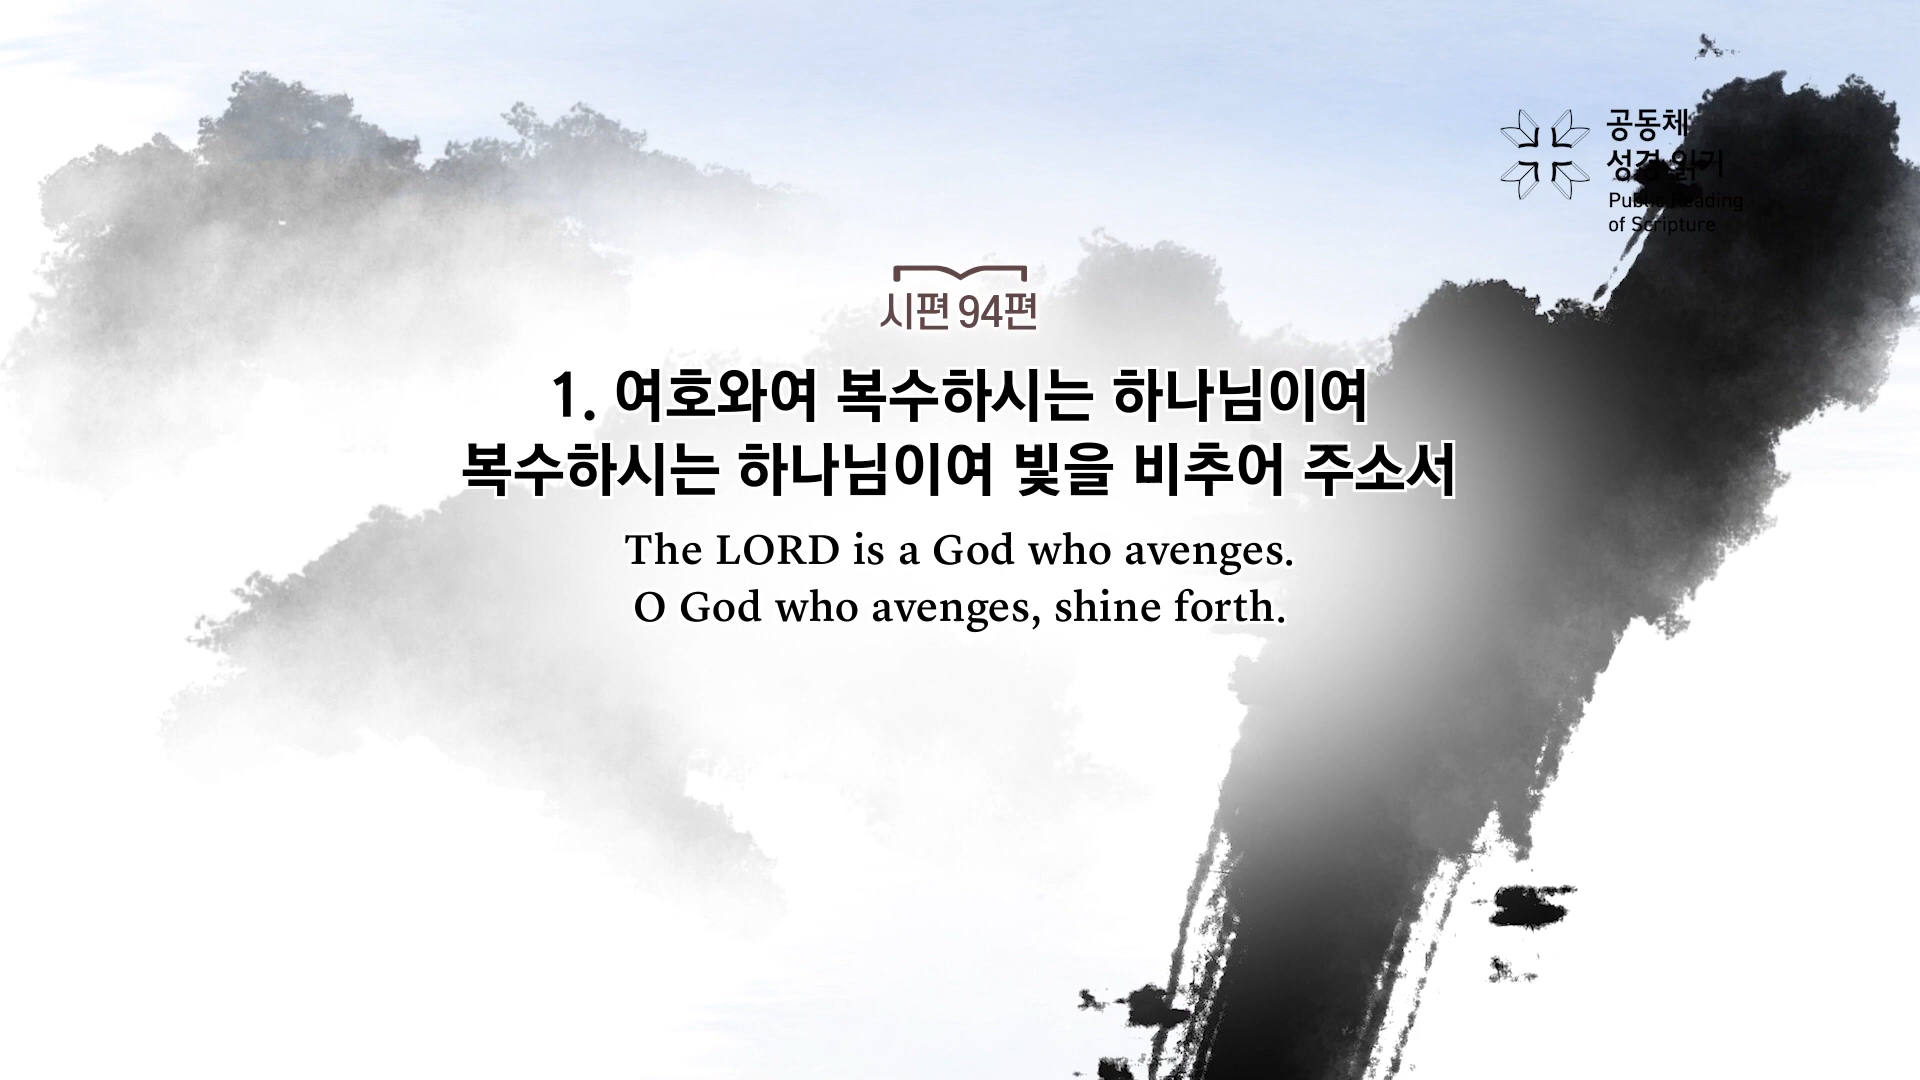 공동체
성경 읽기
Public Reading
of Scripture
시편 94편
1. 여호와여 복수하시는 하나님이여
복수하시는 하나님이여 빛을 비추어 주소서
The LORD is a God who avenges.
O God who avenges, shine forth.